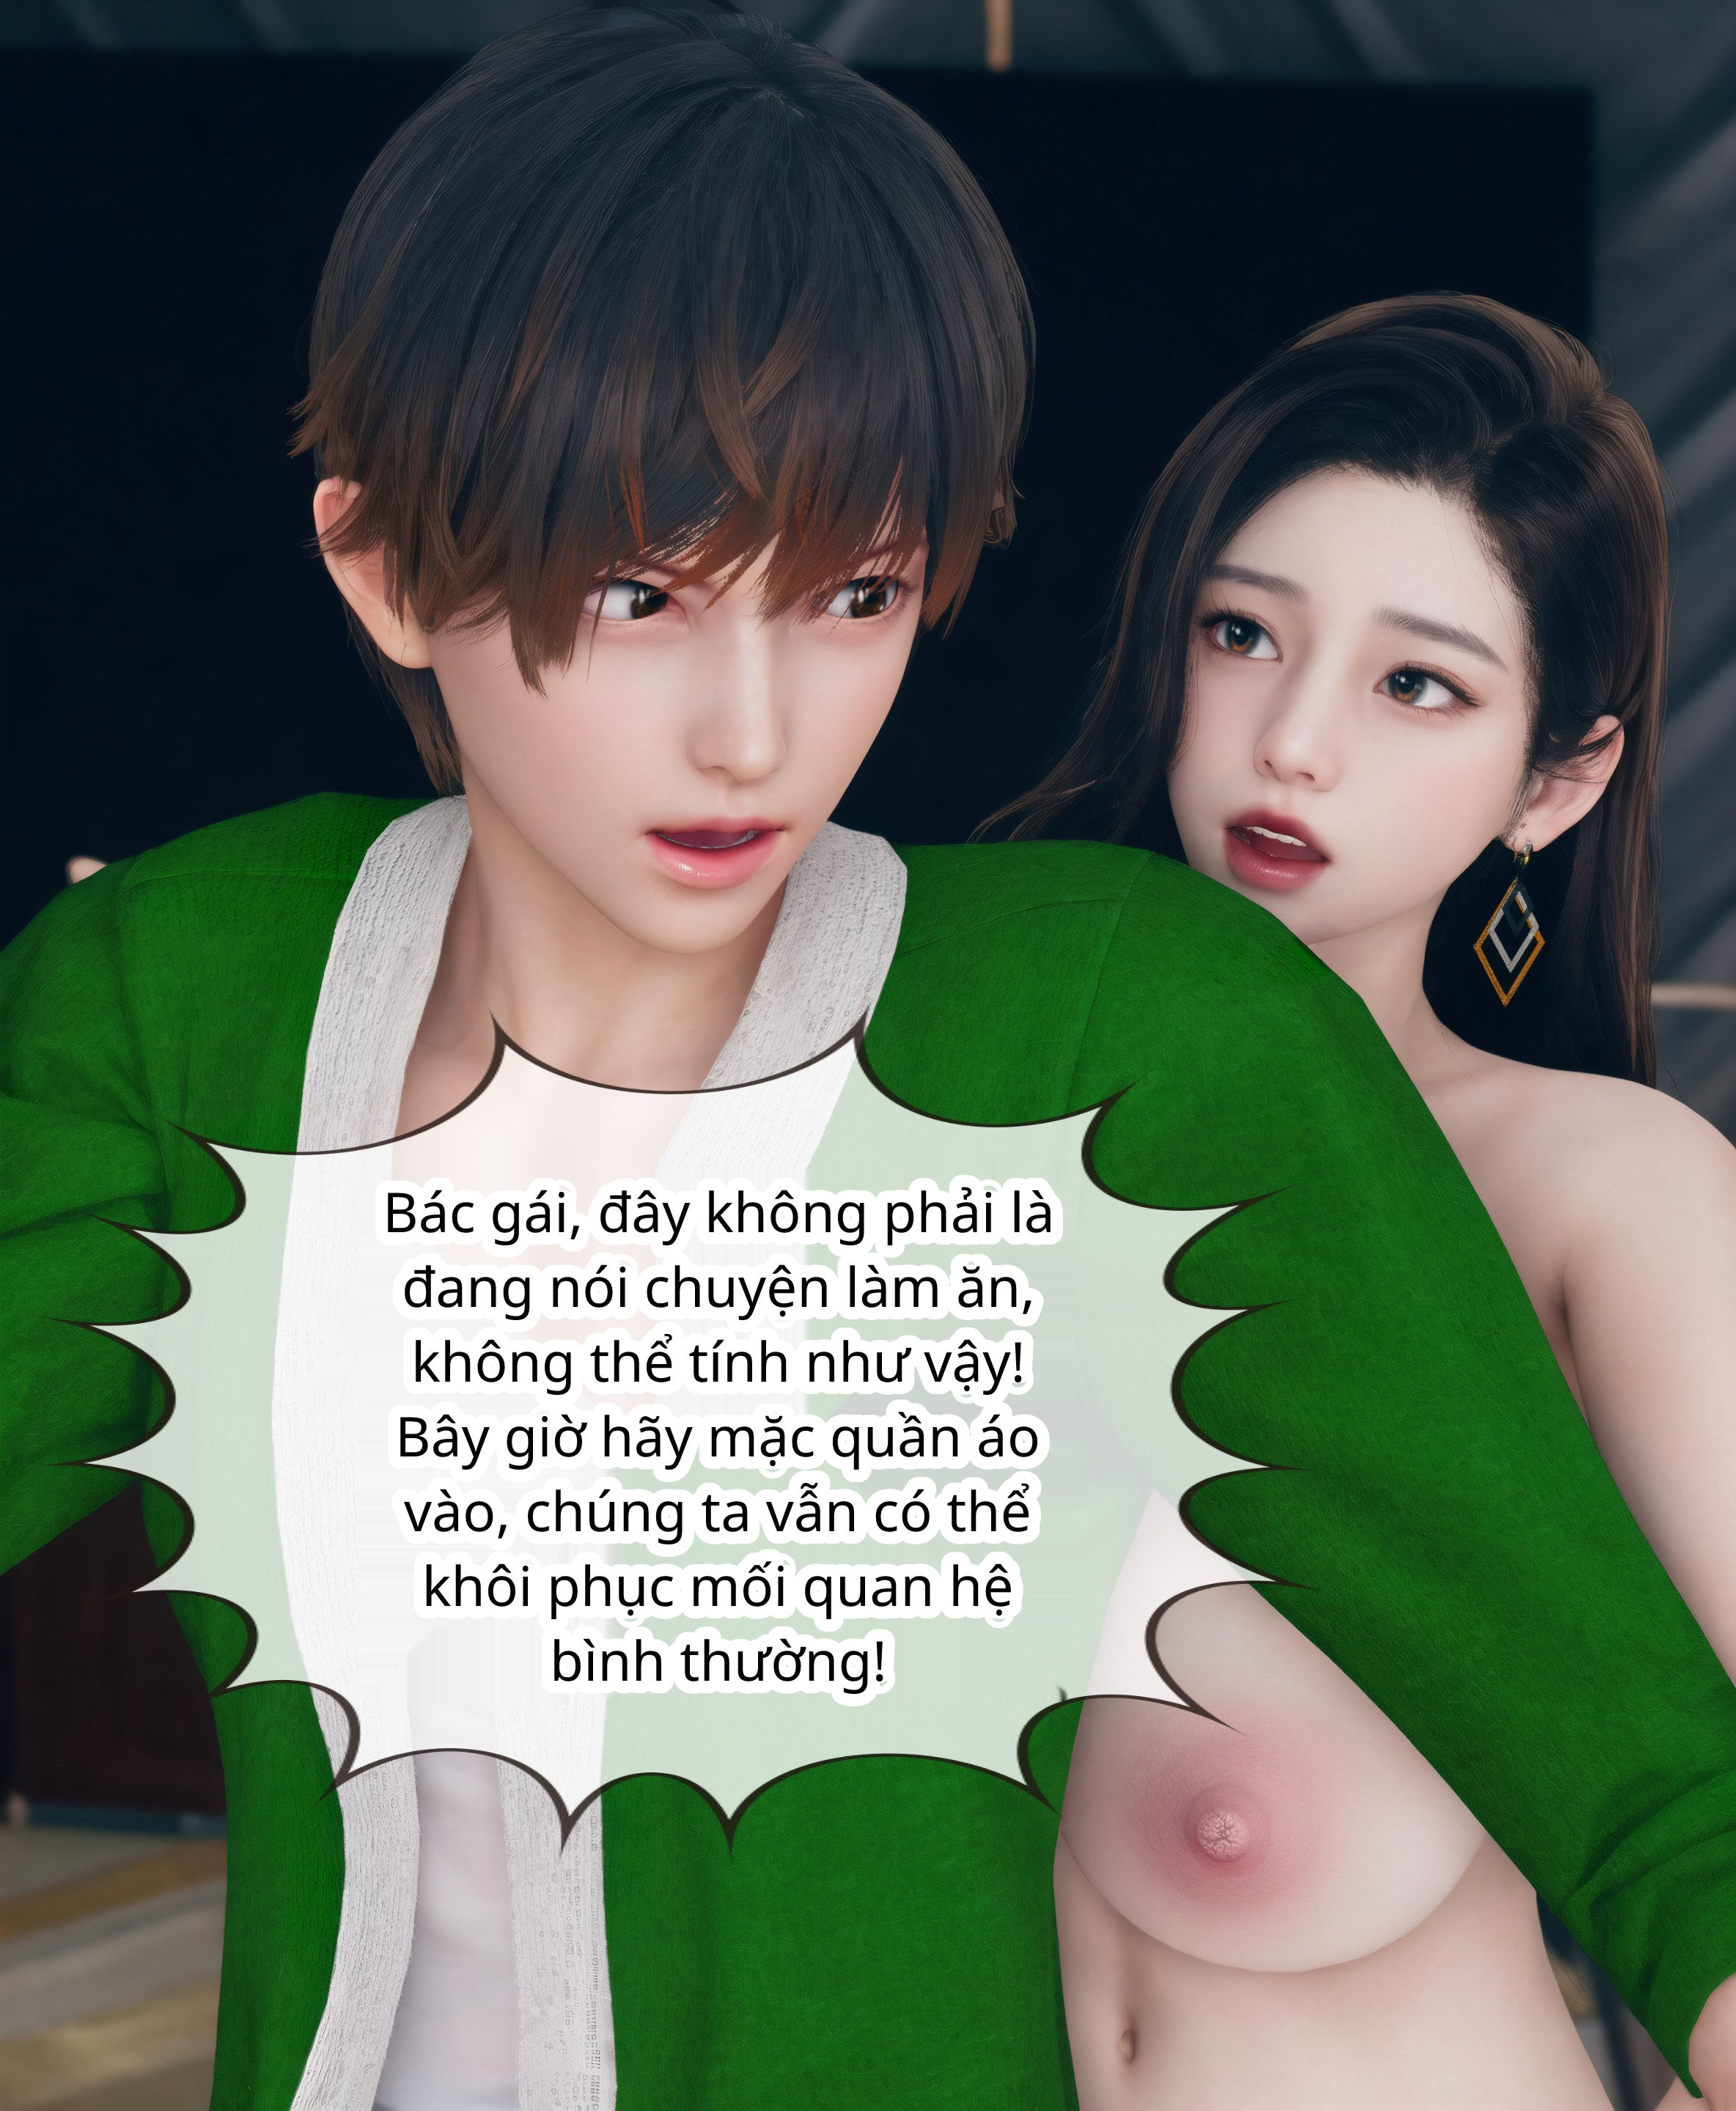 Bác gái, đây không phải là
đang nói chuyện làm ăn,
không thể tính như vậy!
Bây giờ hãy mặc quần áo
vào, chúng ta vẫn có thể
khôi phục mối quan hệ
bình thường!